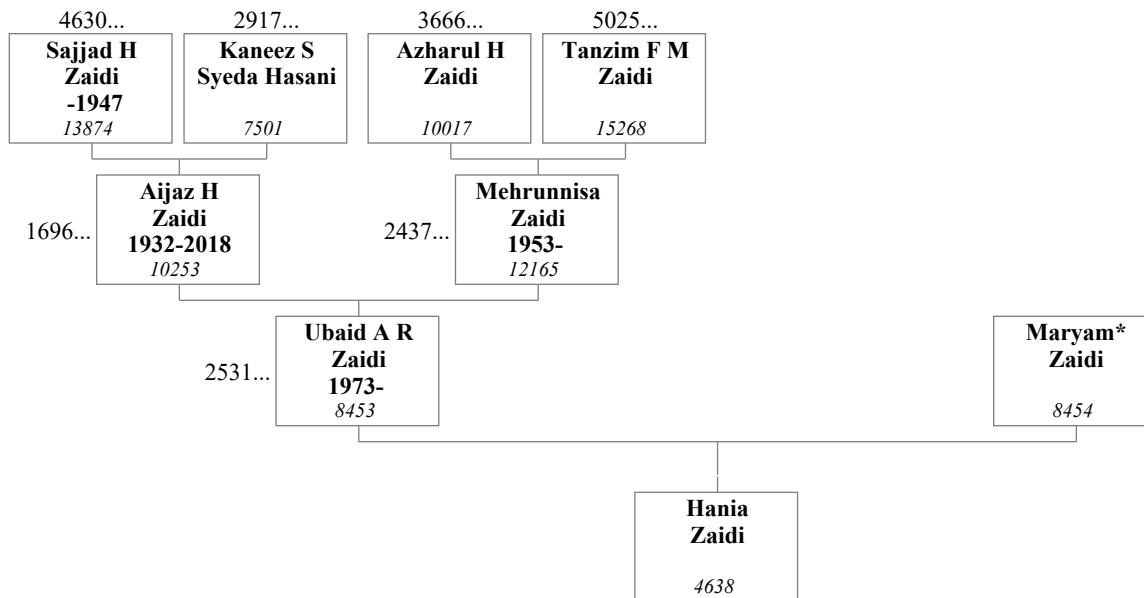 4630...
2917...
3666...
5025...
Sajjad H
Zaidi
-1947
13874
Kaneez S
Syeda Hasani
7501
Azharul H
Zaidi
10017
Tanzim F M
Zaidi
15268
1696...
Aijaz H
Zaidi
1932-2018
10253
2437...
Mehrunnisa
Zaidi
1953-
12165
2531...
Ubaid A R
Zaidi
1973-
8453
Maryam*
Zaidi
8454
Hania
Zaidi
4638